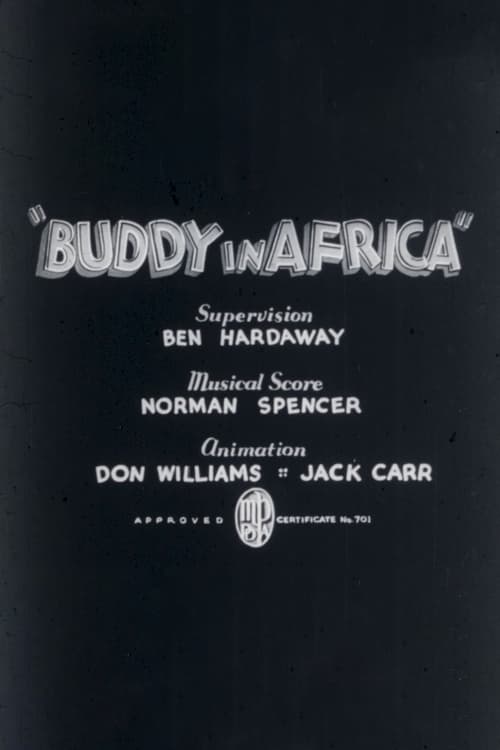 "BUDDY IN AFRICA"
Supervision
BEN HARDAWAY
Musical Score
NORMAN SPENCER
Animation
DON WILLIAMS :: JACK CARR
APPROVED MPPDA CERTIFICATE No. 701